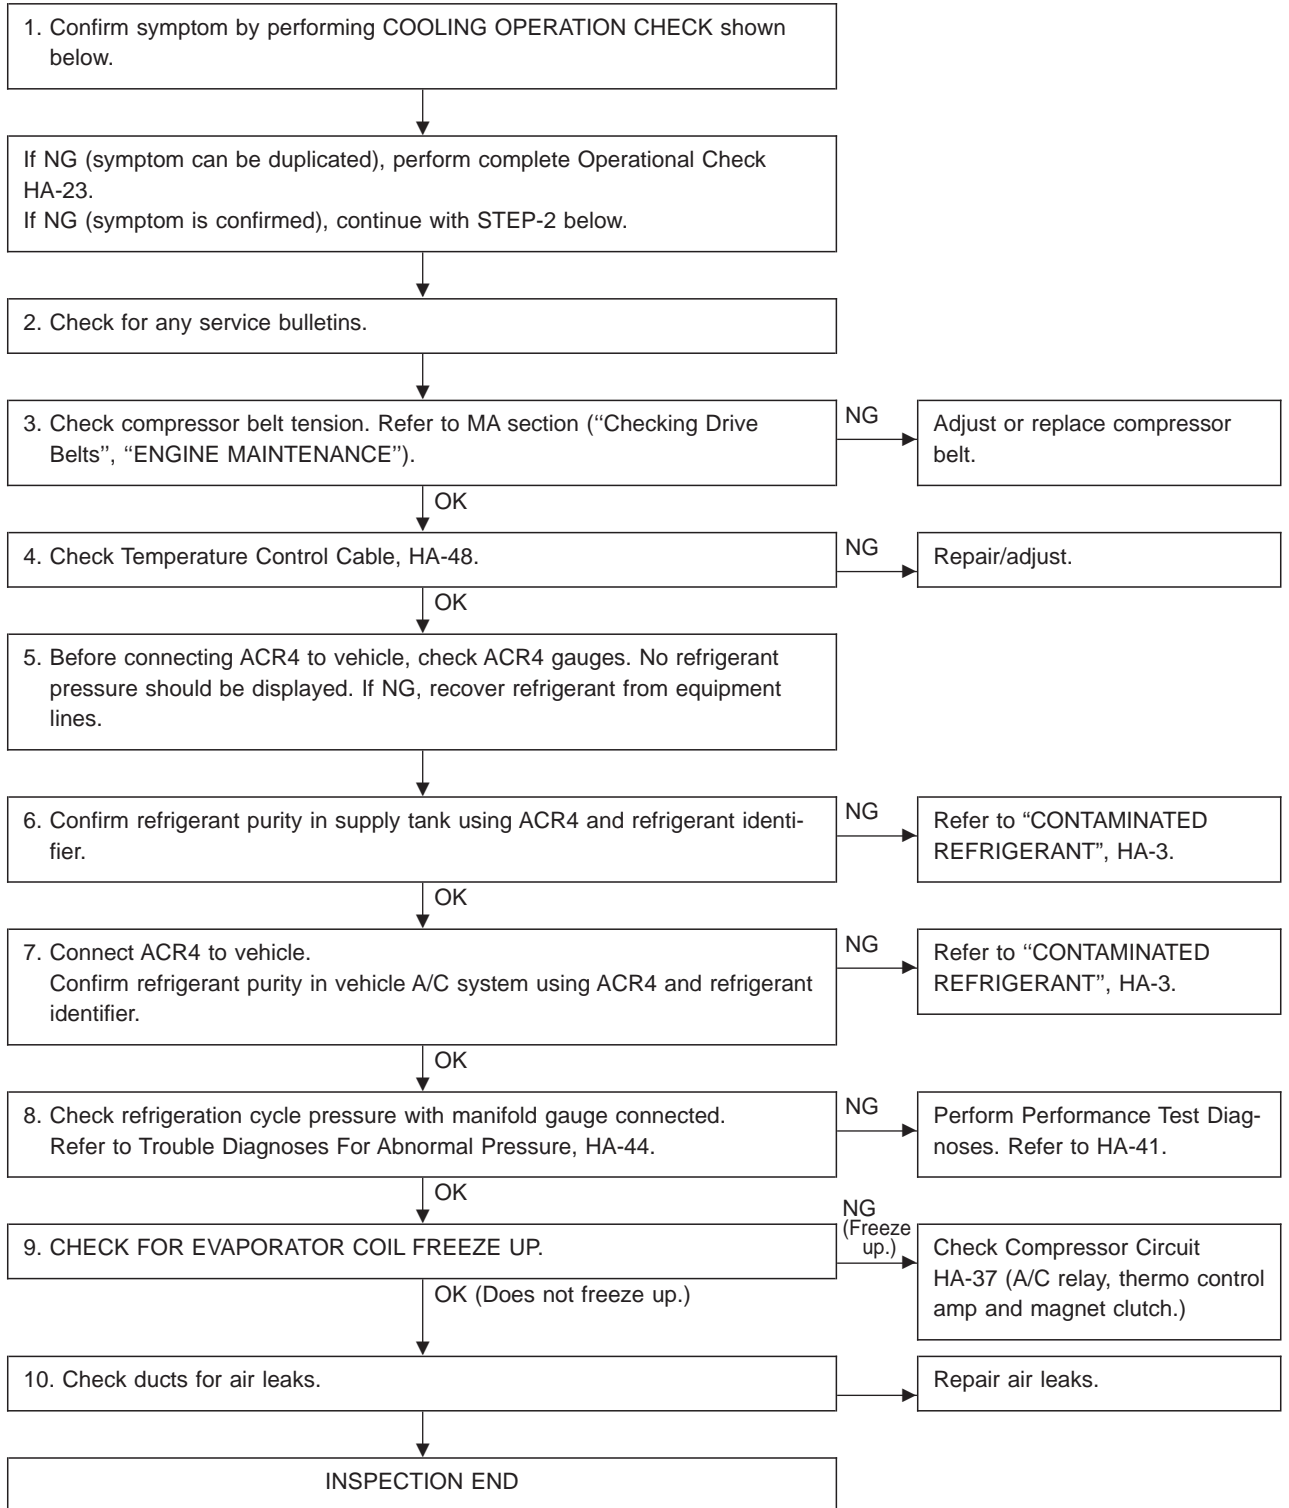 1. Confirm symptom by performing COOLING OPERATION CHECK shown
below.
If NG (symptom can be duplicated), perform complete Operational Check
HA-23.
If NG (symptom is confirmed), continue with STEP-2 below.
2. Check for any service bulletins.
3. Check compressor belt tension. Refer to MA section (‘‘Checking Drive
Belts’’, ‘‘ENGINE MAINTENANCE’’).
NG
Adjust or replace compressor
belt.
OK
4. Check Temperature Control Cable, HA-48.
NG
Repair/adjust.
OK
5. Before connecting ACR4 to vehicle, check ACR4 gauges. No refrigerant
pressure should be displayed. If NG, recover refrigerant from equipment
lines.
6. Confirm refrigerant purity in supply tank using ACR4 and refrigerant identi-
fier.
NG
Refer to “CONTAMINATED
REFRIGERANT”, HA-3.
OK
7. Connect ACR4 to vehicle.
Confirm refrigerant purity in vehicle A/C system using ACR4 and refrigerant
identifier.
NG
Refer to ‘‘CONTAMINATED
REFRIGERANT’’, HA-3.
OK
8. Check refrigeration cycle pressure with manifold gauge connected.
Refer to Trouble Diagnoses For Abnormal Pressure, HA-44.
NG
Perform Performance Test Diag-
noses. Refer to HA-41.
OK
9. CHECK FOR EVAPORATOR COIL FREEZE UP.
NG
(Freeze
up.)
Check Compressor Circuit
HA-37 (A/C relay, thermo control
amp and magnet clutch.)
OK (Does not freeze up.)
10. Check ducts for air leaks.
Repair air leaks.
INSPECTION END